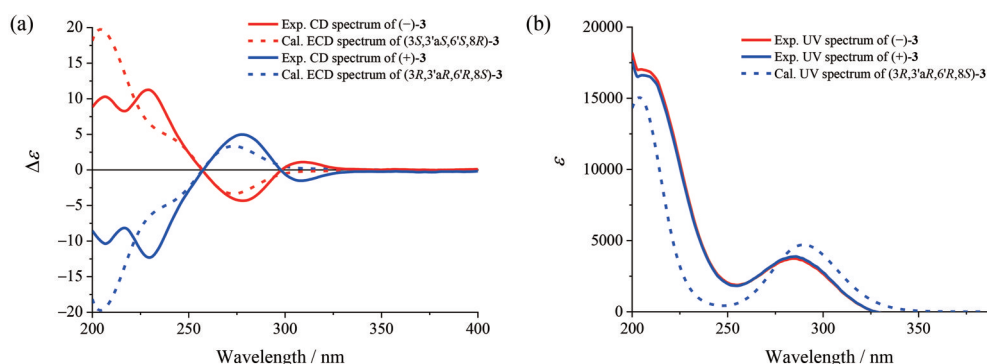 (a)
Exp. CD spectrum of (−)-3
Cal. ECD spectrum of (3S,3'aS,6'S,8R)-3
Exp. CD spectrum of (+)-3
Cal. ECD spectrum of (3R,3'aR,6'R,8S)-3
20
15
10
5
0
−5
−10
−15
−20
Δε
200
250
300
350
400
Wavelength / nm
(b)
Exp. UV spectrum of (−)-3
Exp. UV spectrum of (+)-3
Cal. UV spectrum of (3R,3'aR,6'R,8S)-3
18000
15000
10000
5000
0
ε
200
250
300
350
Wavelength / nm